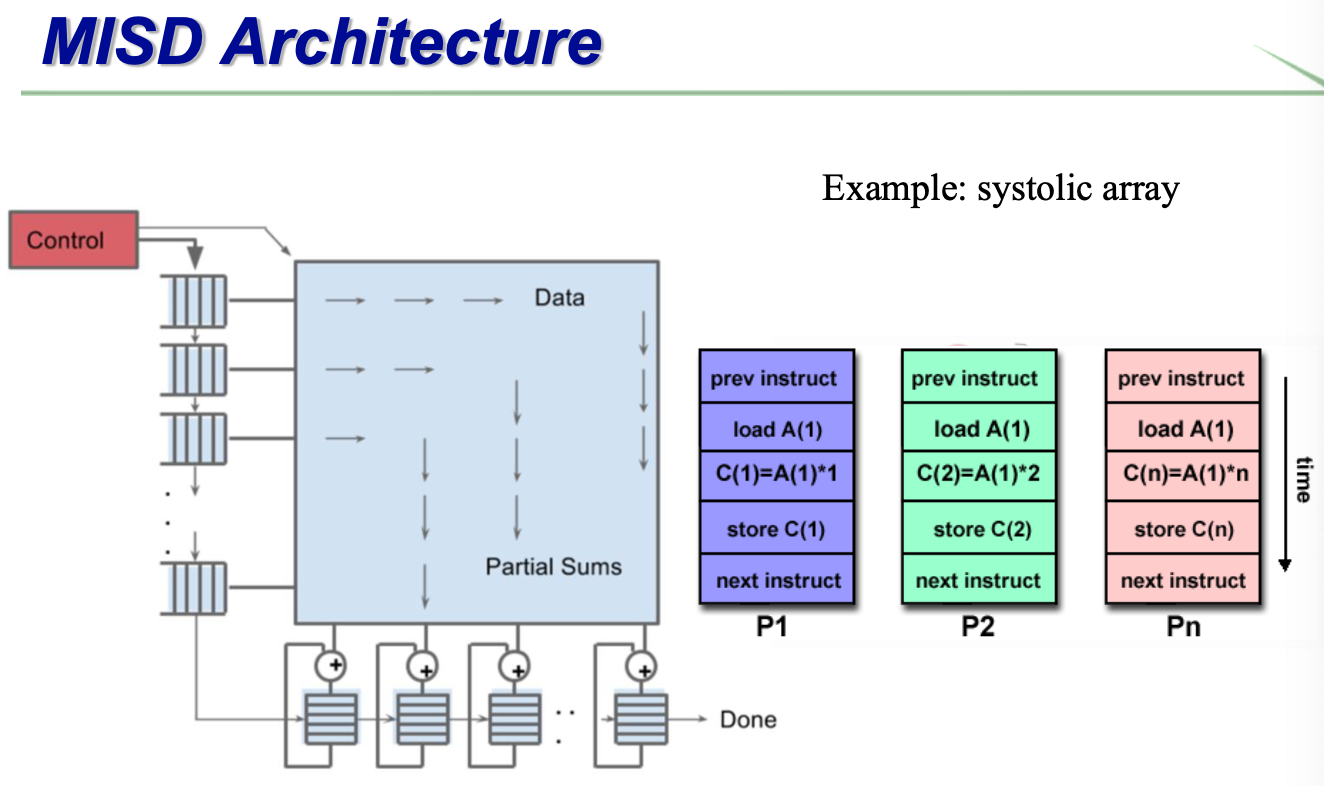 MISD Architecture
Example: systolic array
Control
Data
Partial Sums
+
+
+
+
Done
prev instruct
load A(1)
C(1)=A(1)*1
store C(1)
next instruct
P1
prev instruct
load A(1)
C(2)=A(1)*2
store C(2)
next instruct
P2
prev instruct
load A(1)
C(n)=A(1)*n
store C(n)
next instruct
Pn
time